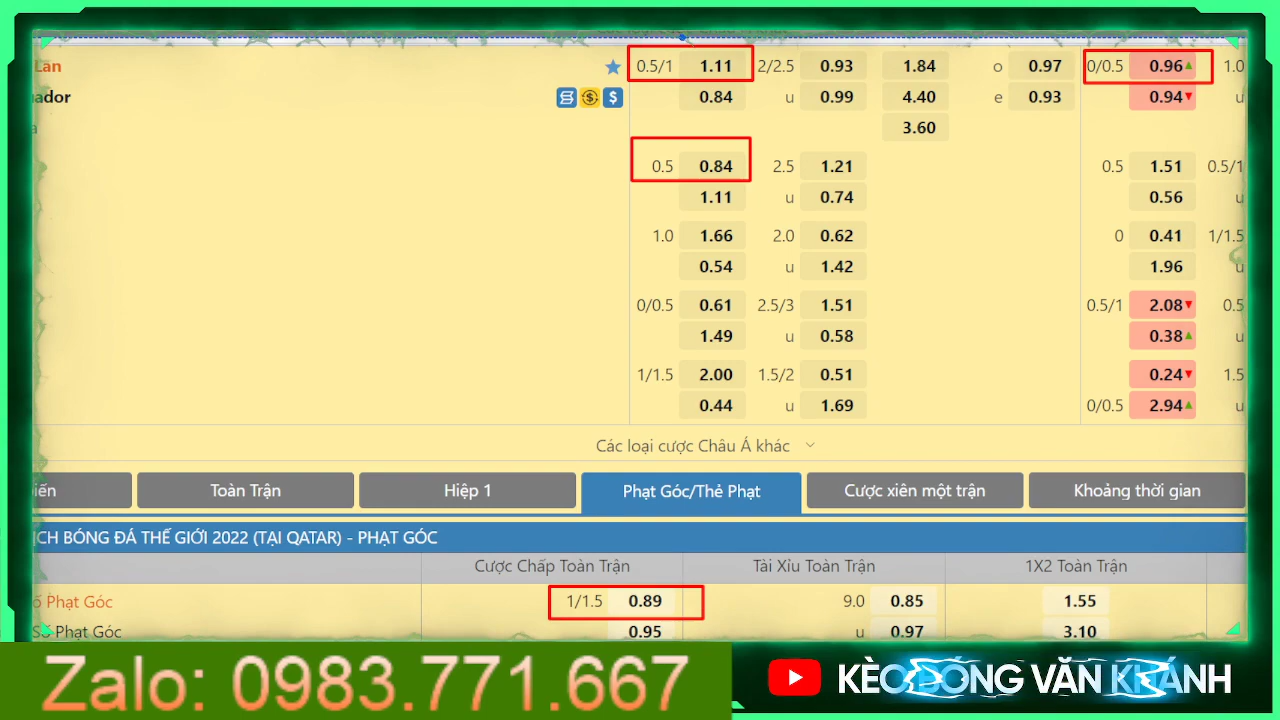 Lan 0.5/1 1.11 2/2.5 0.93 1.84 o 0.97 0/0.5 0.96 1.0
ador 0.84 u 0.99 4.40 e 0.93 0.94 u
a 3.60
0.5 0.84 2.5 1.21 0.5 1.51 0.5/1
1.11 u 0.74 0.56 u
1.0 1.66 2.0 0.62 0 0.41 1/1.5
0.54 u 1.42 1.96 u
0/0.5 0.61 2.5/3 1.51 0.5/1 2.08 0.5
1.49 u 0.58 0.38 u
1/1.5 2.00 1.5/2 0.51 0.24 1.5
0.44 u 1.69 0/0.5 2.94 u
Các loại cược Châu Á khác
iến Toàn Trận Hiệp 1 Phạt Góc/Thẻ Phạt Cược xiên một trận Khoảng thời gian
ỊCH BÓNG ĐÁ THẾ GIỚI 2022 (TẠI QATAR) - PHẠT GÓC
Cược Chấp Toàn Trận Tài Xỉu Toàn Trận 1X2 Toàn Trận
ố Phạt Góc 1/1.5 0.89 9.0 0.85 1.55
Số Phạt Góc 0.95 u 0.97 3.10
Zalo: 0983.771.667
KÈO BÓNG VĂN KHÁNH